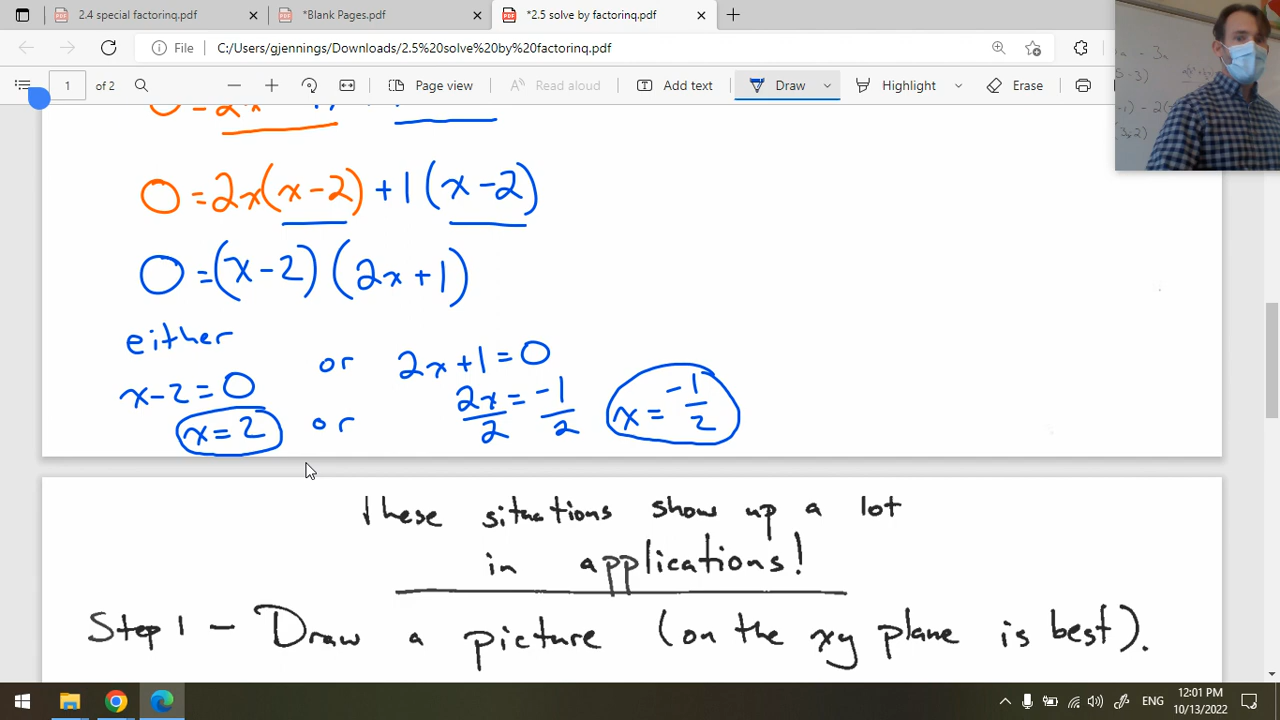 2.4 special factoring.pdf
*Blank Pages.pdf
*2.5 solve by factoring.pdf
File C:/Users/gjennings/Downloads/2.5%20solve%20by%20factoring.pdf
1 of 2 Page view Read aloud Add text Draw Highlight Erase
0=2x(x-2)+1(x-2)
0=(x-2)(2x+1)
either
or 2x+1=0
x-2=0
2x/2=-1/2
x=-1/2
x=2 or
these situations show up a lot
in applications!
Step 1 - Draw a picture (on the xy plane is best).
ENG
12:01 PM
10/13/2022